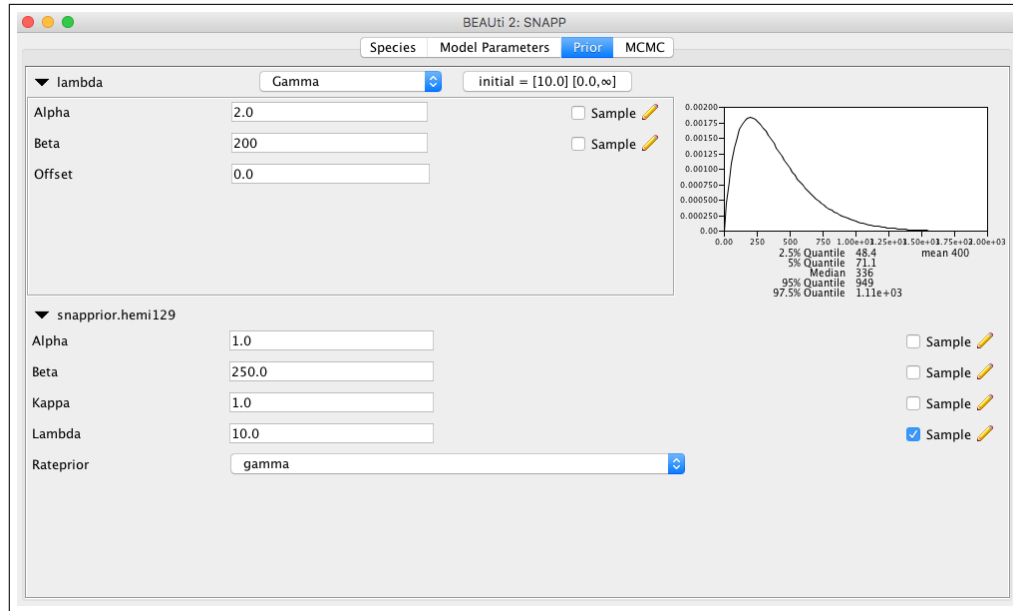 BEAUti 2: SNAPP
Species Model Parameters Prior MCMC
lambda Gamma initial = [10.0] [0.0,∞]
Alpha 2.0 Sample
Beta 200 Sample
Offset 0.0
0.00200
0.00175
0.00150
0.00125
0.00100
0.000750
0.000500
0.000250
0.00
0.00 250 500 750 1.00e+03 1.25e+03 1.50e+03 1.75e+03 2.00e+03
2.5% Quantile 48.4 mean 400
5% Quantile 71.1
Median 336
95% Quantile 949
97.5% Quantile 1.11e+03
snapprior.hemi129
Alpha 1.0 Sample
Beta 250.0 Sample
Kappa 1.0 Sample
Lambda 10.0 Sample
Rateprior gamma